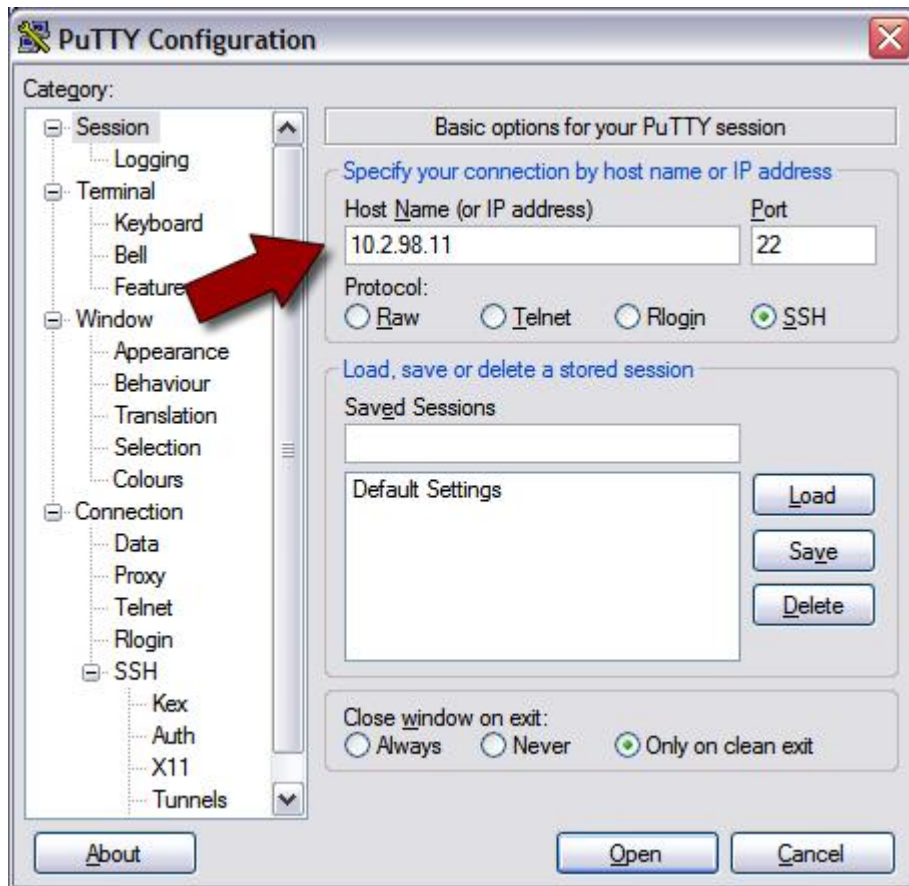 PuTTY Configuration
Category:
Session
Logging
Terminal
Keyboard
Bell
Window
Appearance
Behaviour
Translation
Selection
Colours
Connection
Data
Proxy
Telnet
Rlogin
SSH
Kex
Auth
X11
Tunnels
Basic options for your PuTTY session
Specify your connection by host name or IP address
Host Name (or IP address) Port
10.2.98.11 22
Protocol:
Raw Telnet Rlogin SSH
Load, save or delete a stored session
Saved Sessions
Default Settings
Load
Save
Delete
Close window on exit:
Always Never Only on clean exit
About Open Cancel